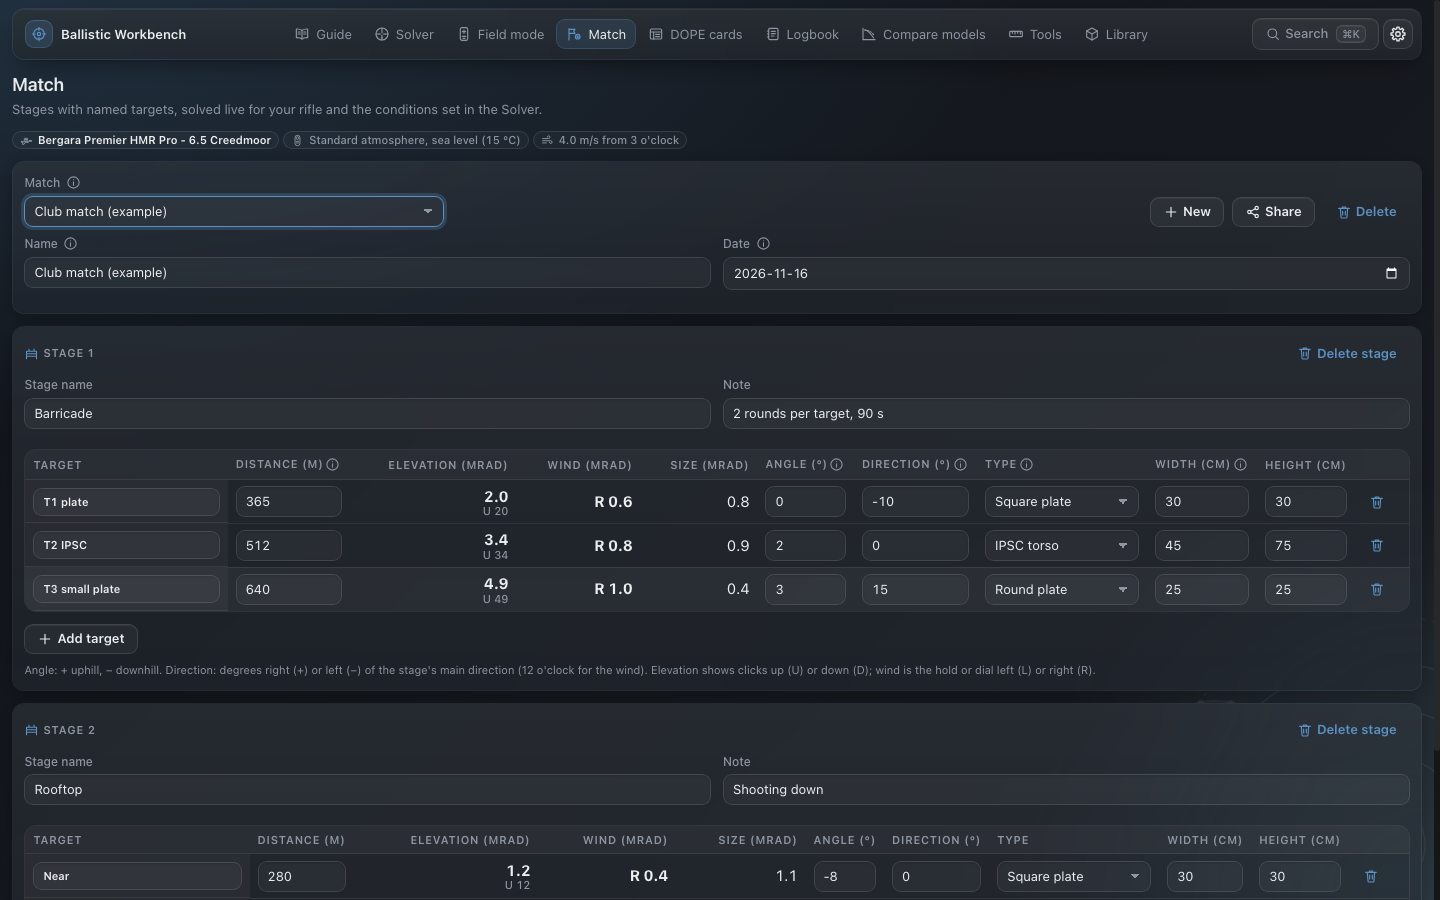 Ballistic Workbench
Guide
Solver
Field mode
Match
DOPE cards
Logbook
Compare models
Tools
Library
Search ⌘K
Match
Stages with named targets, solved live for your rifle and the conditions set in the Solver.
Bergara Premier HMR Pro - 6.5 Creedmoor
Standard atmosphere, sea level (15 °C)
4.0 m/s from 3 o'clock
Match
Club match (example)
New
Share
Delete
Name
Date
Club match (example)
2026-11-16
STAGE 1
Delete stage
Stage name
Note
Barricade
2 rounds per target, 90 s
TARGET DISTANCE (M) ELEVATION (MRAD) WIND (MRAD) SIZE (MRAD) ANGLE (°) DIRECTION (°) TYPE WIDTH (CM) HEIGHT (CM)
T1 plate 365 2.0 R 0.6 0.8 0 -10 Square plate 30 30
U 20
T2 IPSC 512 3.4 R 0.8 0.9 2 0 IPSC torso 45 75
U 34
T3 small plate 640 4.9 R 1.0 0.4 3 15 Round plate 25 25
U 49
Add target
Angle: + uphill, − downhill. Direction: degrees right (+) or left (−) of the stage's main direction (12 o'clock for the wind). Elevation shows clicks up (U) or down (D); wind is the hold or dial left (L) or right (R).
STAGE 2
Delete stage
Stage name
Note
Rooftop
Shooting down
TARGET DISTANCE (M) ELEVATION (MRAD) WIND (MRAD) SIZE (MRAD) ANGLE (°) DIRECTION (°) TYPE WIDTH (CM) HEIGHT (CM)
Near 280 1.2 R 0.4 1.1 -8 0 Square plate 30 30
U 12